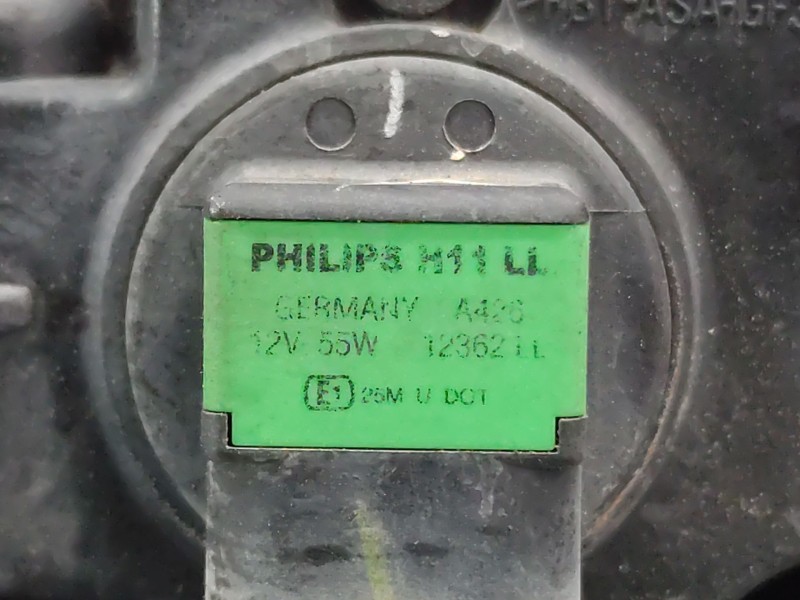 PHILIPS H11 LL
GERMANY A426
12V 55W 12362 LL
E1 25M U DOT